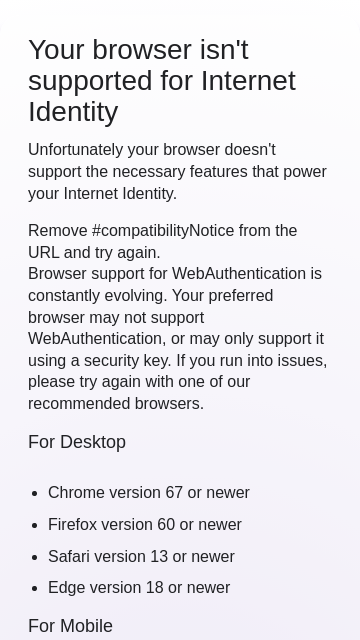 Your browser isn't
supported for Internet
Identity
Unfortunately your browser doesn't
support the necessary features that power
your Internet Identity.
Remove #compatibilityNotice from the
URL and try again.
Browser support for WebAuthentication is
constantly evolving. Your preferred
browser may not support
WebAuthentication, or may only support it
using a security key. If you run into issues,
please try again with one of our
recommended browsers.
For Desktop
• Chrome version 67 or newer
• Firefox version 60 or newer
• Safari version 13 or newer
• Edge version 18 or newer
For Mobile